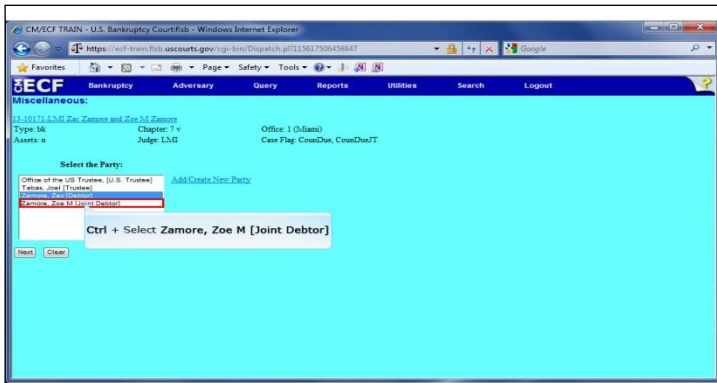 CM/ECF TRAIN - U.S. Bankruptcy Court:flsb - Windows Internet Explorer
https://ecf-train.flsb.uscourts.gov/cgi-bin/Dispatch.pl?115617506458847
Google
Favorites Page Safety Tools
ECF Bankruptcy Adversary Query Reports Utilities Search Logout ?
Miscellaneous:
13-10171-LMI Zac Zamore and Zoe M Zamore
Type: bk Chapter: 7 v Office: 1 (Miami)
Assets: n Judge: LMI Case Flag: CounDue, CounDueJT
Select the Party:
Office of the US Trustee, [U.S. Trustee] Add/Create New Party
Tabas, Joel [Trustee]
Zamore, Zac [Debtor]
Zamore, Zoe M [Joint Debtor]
Ctrl + Select Zamore, Zoe M [Joint Debtor]
Next Clear